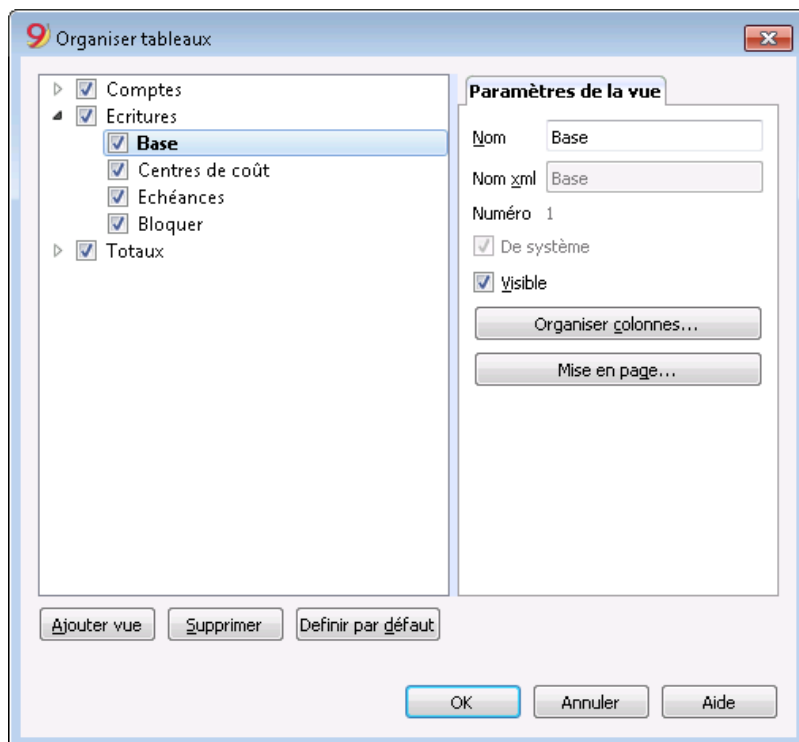 9 Organiser tableaux
Comptes
Ecritures
Base
Centres de coût
Echéances
Bloquer
Totaux
Paramètres de la vue
Nom Base
Nom xml Base
Numéro 1
De système
Visible
Organiser colonnes...
Mise en page...
Ajouter vue Supprimer Definir par défaut
OK Annuler Aide